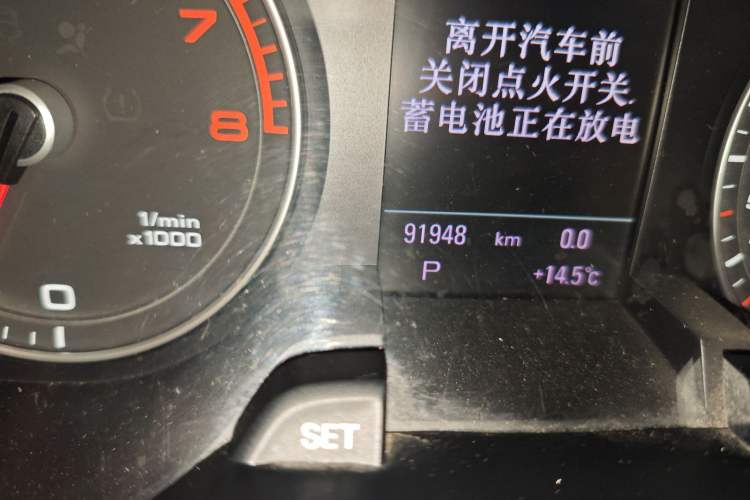 离开汽车前
关闭点火开关.
蓄电池正在放电
7
8
1/min
x1000
0
91948 km 0.0
P +14.5℃
SET